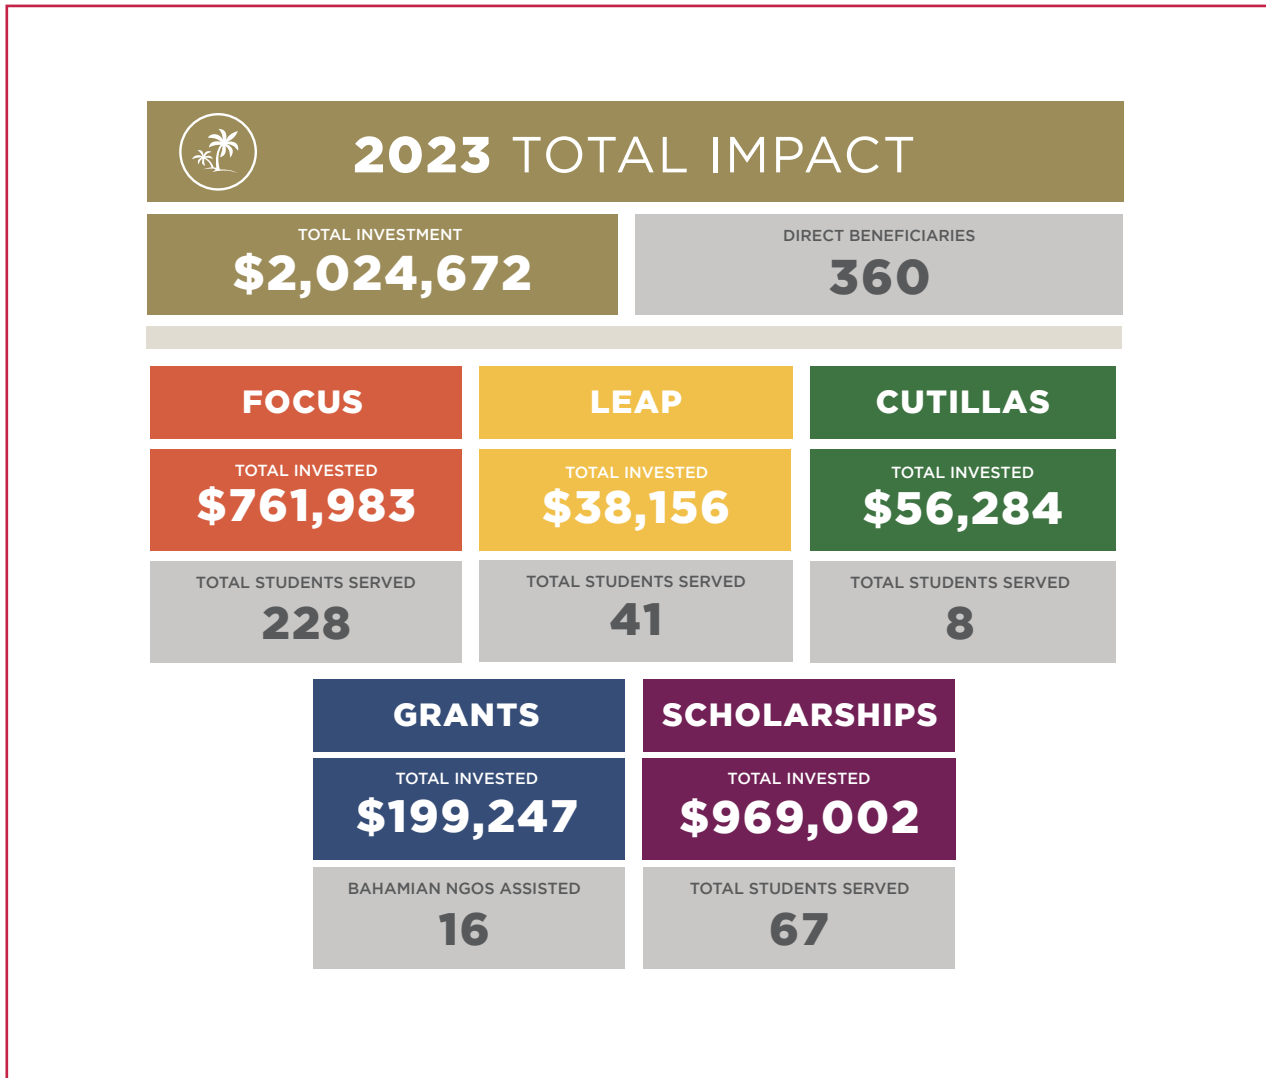 2023 TOTAL IMPACT
TOTAL INVESTMENT
$2,024,672
DIRECT BENEFICIARIES
360
FOCUS
TOTAL INVESTED
$761,983
TOTAL STUDENTS SERVED
228
LEAP
TOTAL INVESTED
$38,156
TOTAL STUDENTS SERVED
41
CUTILLAS
TOTAL INVESTED
$56,284
TOTAL STUDENTS SERVED
8
GRANTS
TOTAL INVESTED
$199,247
BAHAMIAN NGOS ASSISTED
16
SCHOLARSHIPS
TOTAL INVESTED
$969,002
TOTAL STUDENTS SERVED
67